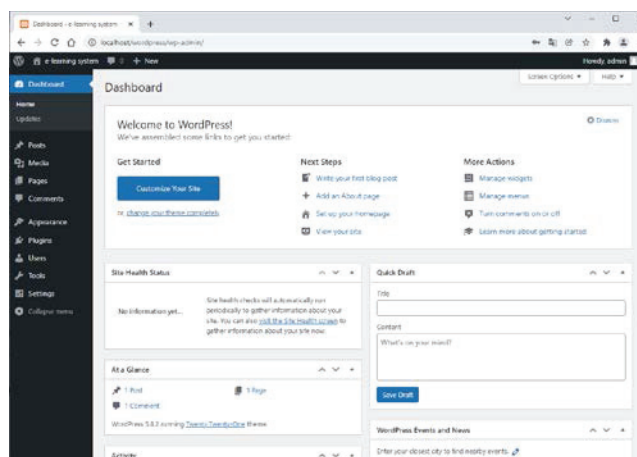 Dashboard - e-learning system
localhost/wordpress/wp-admin/
e-learning system 0 + New Howdy, admin
Dashboard
Home
Updates
Posts
Media
Pages
Comments
Appearance
Plugins
Users
Tools
Settings
Collapse menu
Screen Options Help
Dashboard
Welcome to WordPress!
We've assembled some links to get you started:
Dismiss
Get Started
Customize Your Site
or, change your theme completely
Next Steps
Write your first blog post
Add an About page
Set up your homepage
View your site
More Actions
Manage widgets
Manage menus
Turn comments on or off
Learn more about getting started
Site Health Status
No information yet...
Site health checks will automatically run
periodically to gather information about your
site. You can also visit the Site Health screen to
gather information about your site now.
At a Glance
1 Post 1 Page
1 Comment
WordPress running Twenty Twenty-One theme
Activity
Quick Draft
Title
Content
What's on your mind?
Save Draft
WordPress Events and News
Enter your closest city to find nearby events.